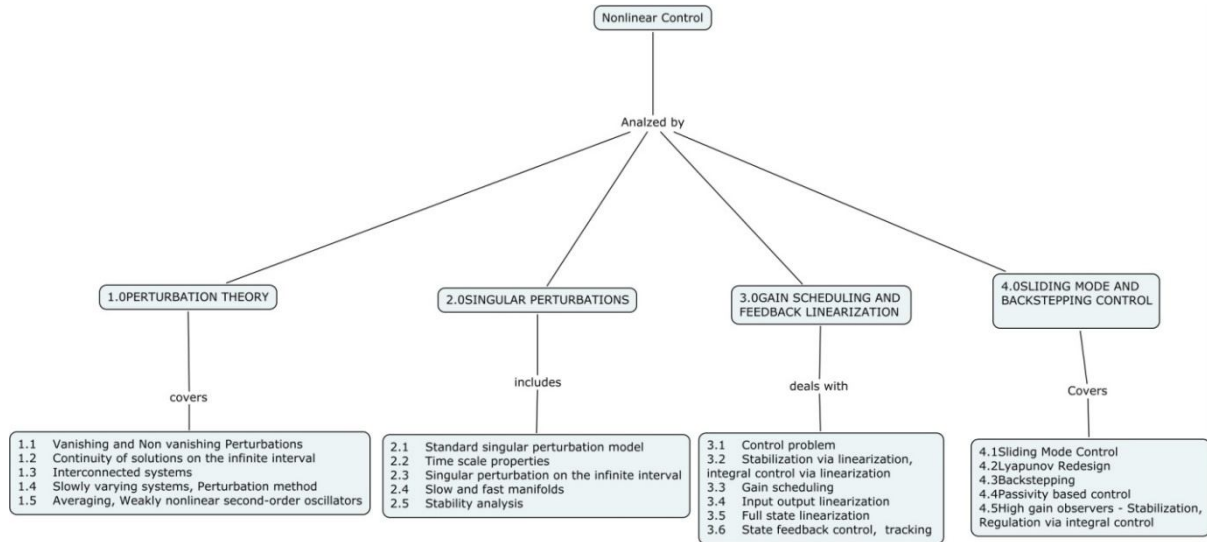 Nonlinear Control
Analzed by
1.0PERTURBATION THEORY
2.0SINGULAR PERTURBATIONS
3.0GAIN SCHEDULING AND
FEEDBACK LINEARIZATION
4.0SLIDING MODE AND
BACKSTEPPING CONTROL
covers
includes
deals with
Covers
1.1 Vanishing and Non vanishing Perturbations
1.2 Continuity of solutions on the infinite interval
1.3 Interconnected systems
1.4 Slowly varying systems, Perturbation method
1.5 Averaging, Weakly nonlinear second-order oscillators
2.1 Standard singular perturbation model
2.2 Time scale properties
2.3 Singular perturbation on the infinite interval
2.4 Slow and fast manifolds
2.5 Stability analysis
3.1 Control problem
3.2 Stabilization via linearization,
integral control via linearization
3.3 Gain scheduling
3.4 Input output linearization
3.5 Full state linearization
3.6 State feedback control, tracking
4.1Sliding Mode Control
4.2Lyapunov Redesign
4.3Backstepping
4.4Passivity based control
4.5High gain observers - Stabilization,
Regulation via integral control